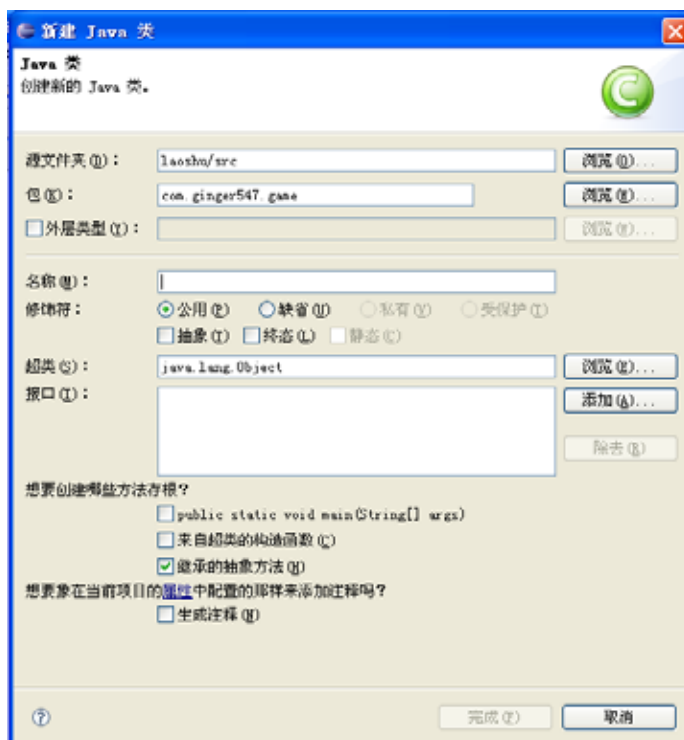 新建 Java 类
Java 类
创建新的 Java 类。
源文件夹(D): laoshu/src 浏览(O)...
包(K): com.ginger547.game 浏览(W)...
外层类型(Y): 浏览(W)...
名称(M):
修饰符: 公用(P) 缺省(U) 私有(V) 受保护(T)
抽象(T) 终态(L) 静态(C)
超类(S): java.lang.Object 浏览(E)...
接口(I): 添加(A)...
除去(R)
想要创建哪些方法存根?
public static void main(String[] args)
来自超类的构造函数(C)
继承的抽象方法(H)
想要象在当前项目的属性中配置的那样来添加注释吗?
生成注释(N)
完成(F) 取消